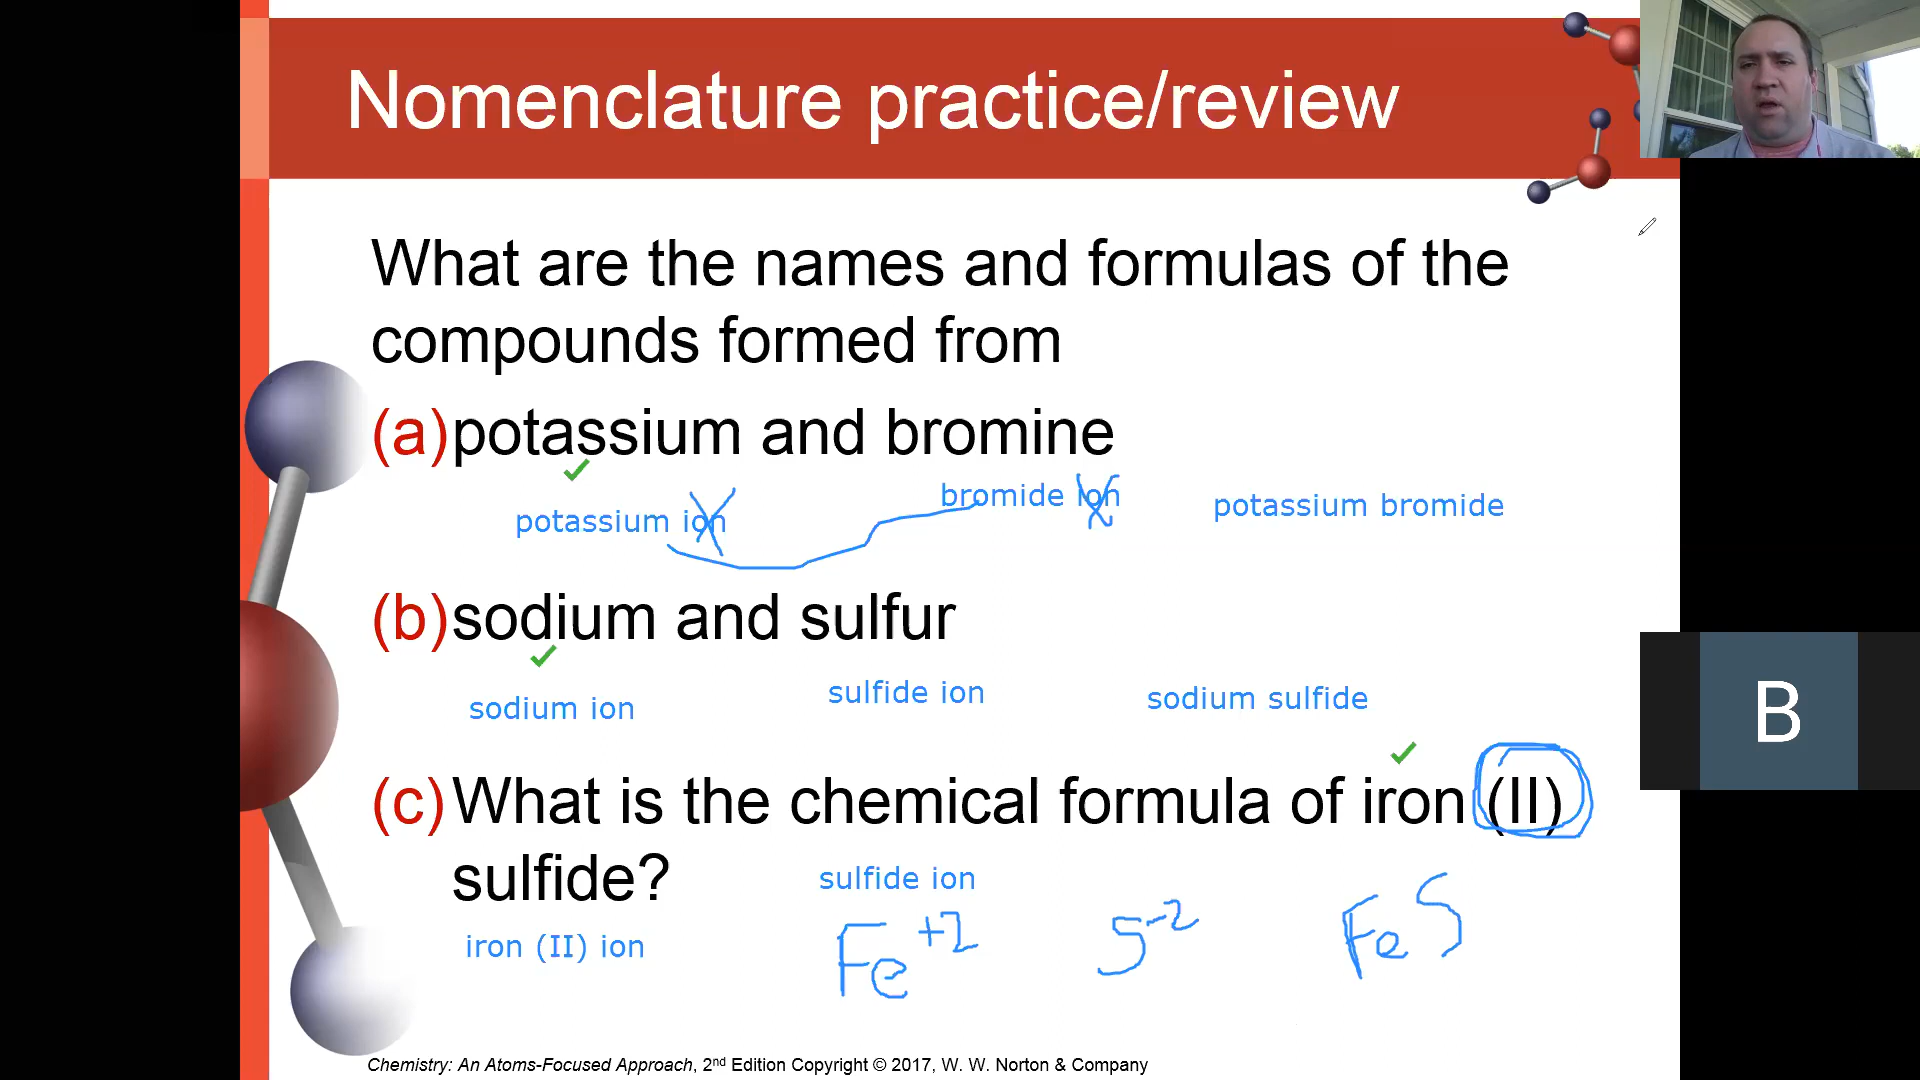 Nomenclature practice/review
What are the names and formulas of the
compounds formed from
(a) potassium and bromine
potassium ion
bromide ion
potassium bromide
(b) sodium and sulfur
sodium ion
sulfide ion
sodium sulfide
(c) What is the chemical formula of iron (II)
sulfide?
sulfide ion
iron (II) ion
Fe+2
S-2
FeS
Chemistry: An Atoms-Focused Approach, 2nd Edition Copyright © 2017, W. W. Norton & Company
B